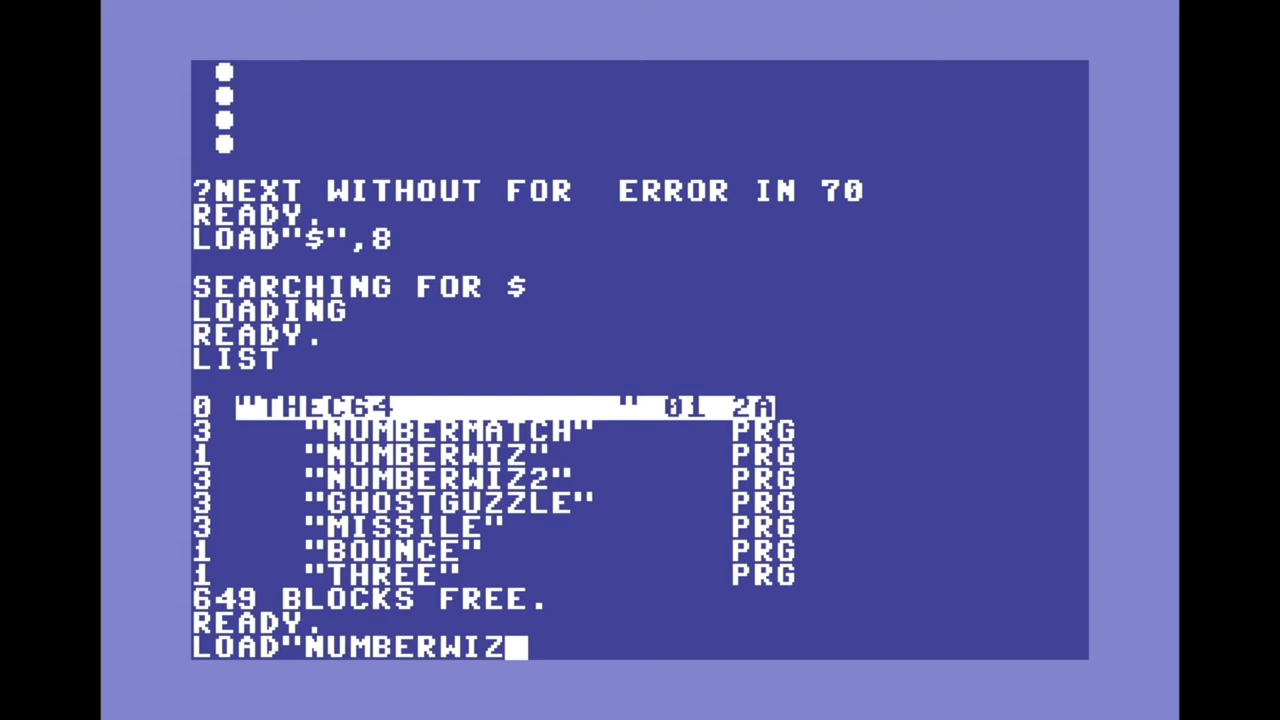 ●
●
●
●
?NEXT WITHOUT FOR  ERROR IN 70
READY.
LOAD"$",8
SEARCHING FOR $
LOADING
READY.
LIST
0 "THEC64          " 01 2A
3    "NUMBERMATCH"      PRG
1    "NUMBERWIZ"        PRG
3    "NUMBERWIZ2"       PRG
3    "GHOSTGUZZLE"      PRG
3    "MISSILE"          PRG
1    "BOUNCE"           PRG
1    "THREE"            PRG
649 BLOCKS FREE.
READY.
LOAD"NUMBERWIZ